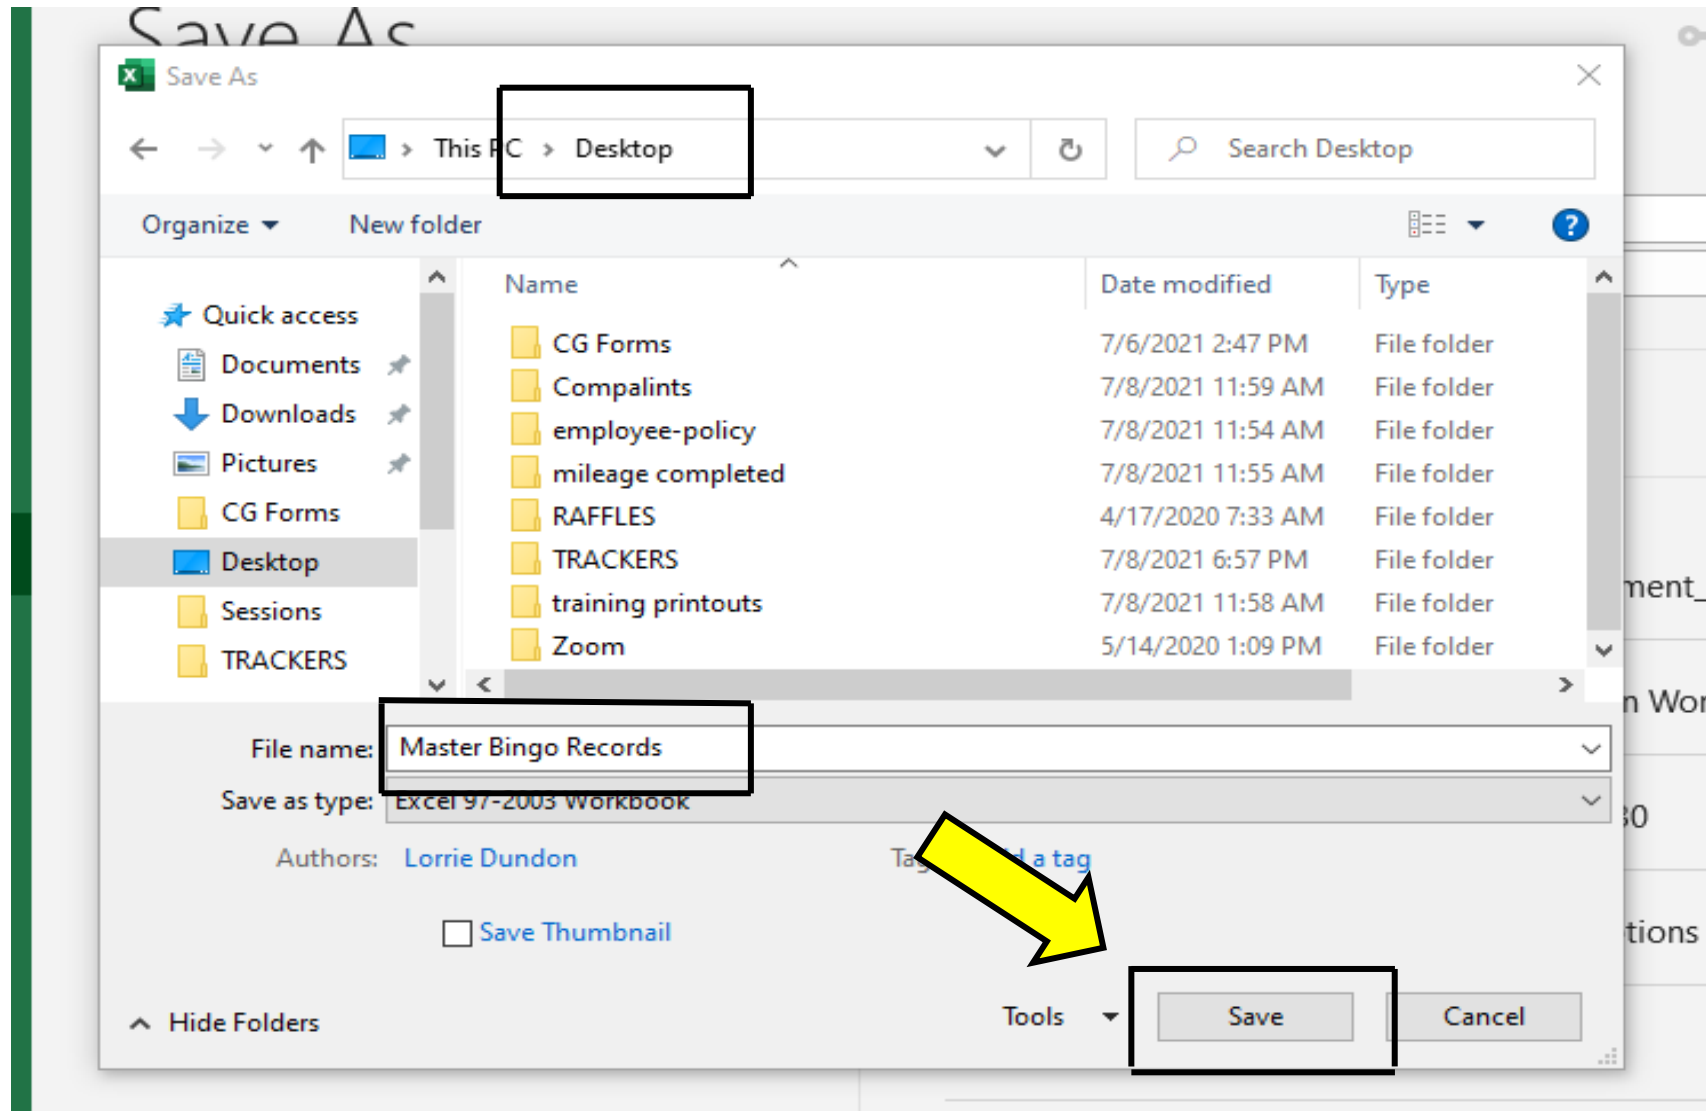 Save As
Save As
This PC > Desktop
Search Desktop
Organize
New folder
Name
Date modified
Type
Quick access
Documents
Downloads
Pictures
CG Forms
Desktop
Sessions
TRACKERS
CG Forms 7/6/2021 2:47 PM File folder
Compalints 7/8/2021 11:59 AM File folder
employee-policy 7/8/2021 11:54 AM File folder
mileage completed 7/8/2021 11:55 AM File folder
RAFFLES 4/17/2020 7:33 AM File folder
TRACKERS 7/8/2021 6:57 PM File folder
training printouts 7/8/2021 11:58 AM File folder
Zoom 5/14/2020 1:09 PM File folder
File name: Master Bingo Records
Save as type: Excel 97-2003 Workbook
Authors: Lorrie Dundon
a tag
Save Thumbnail
Hide Folders
Tools
Save
Cancel